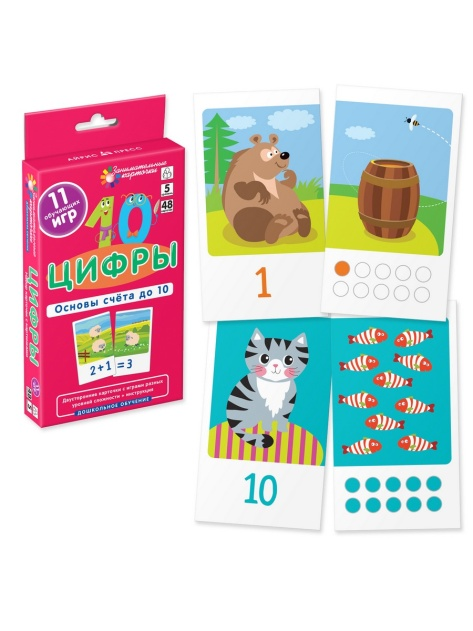 АЙРИС ПРЕСС
Занимательные
карточки
11
обучающих
игр
5
48
10
ЦИФРЫ
Основы счёта до 10
2+1=3
Двусторонние карточки с играми разных
уровней сложности + инструкция
ДОШКОЛЬНОЕ ОБУЧЕНИЕ
ЦИФРЫ
1
10